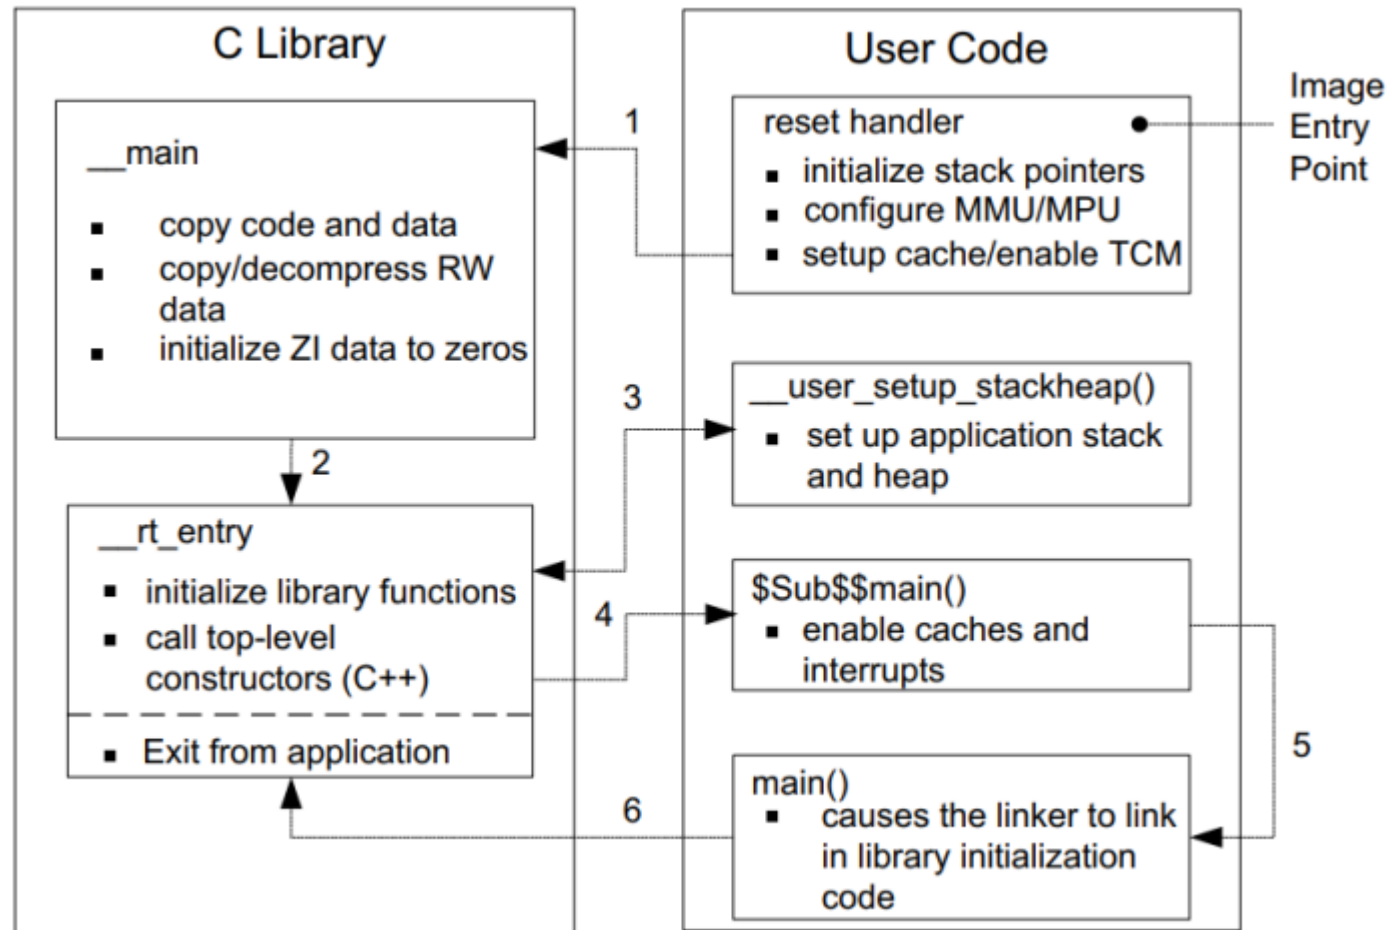 C Library
__main
copy code and data
copy/decompress RW
data
initialize ZI data to zeros
2
__rt_entry
initialize library functions
call top-level
constructors (C++)
Exit from application
1
3
4
6
User Code
reset handler
initialize stack pointers
configure MMU/MPU
setup cache/enable TCM
__user_setup_stackheap()
set up application stack
and heap
$Sub$$main()
enable caches and
interrupts
main()
causes the linker to link
in library initialization
code
5
Image
Entry
Point